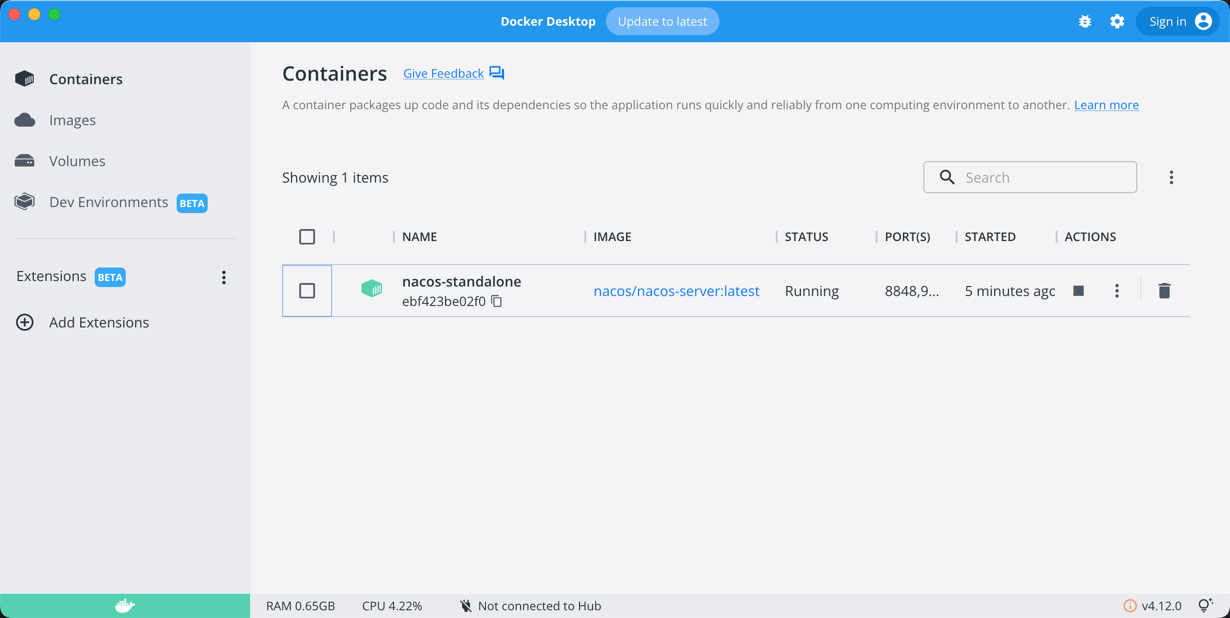 Docker Desktop Update to latest Sign in
Containers
Images
Volumes
Dev Environments BETA
Extensions BETA
Add Extensions
Containers Give Feedback
A container packages up code and its dependencies so the application runs quickly and reliably from one computing environment to another. Learn more
Showing 1 items Search
NAME IMAGE STATUS PORT(S) STARTED ACTIONS
nacos-standalone
ebf423be02f0 nacos/nacos-server:latest Running 8848,9... 5 minutes agc
RAM 0.65GB CPU 4.22% Not connected to Hub v4.12.0